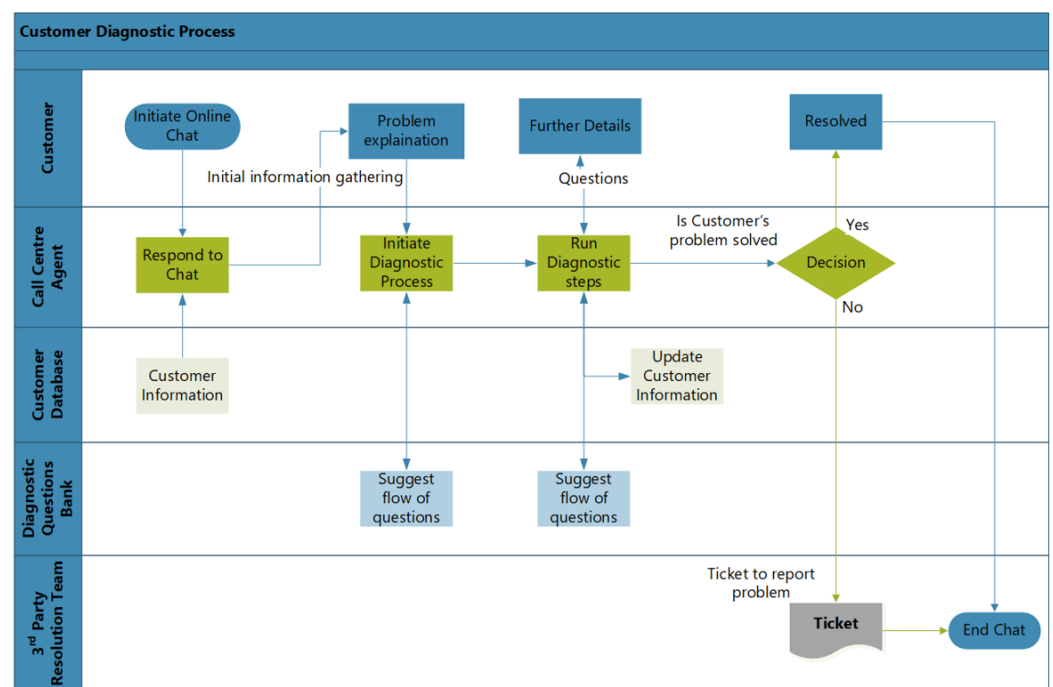 Customer Diagnostic Process
Customer
Initiate Online
Chat
Problem
explaination
Further Details
Resolved
Initial information gathering
Questions
Call Centre
Agent
Respond to
Chat
Initiate
Diagnostic
Process
Run
Diagnostic
steps
Is Customer's
problem solved
Yes
Decision
No
Customer
Database
Customer
Information
Update
Customer
Information
Diagnostic
Questions
Bank
Suggest
flow of
questions
Suggest
flow of
questions
3rd Party
Resolution Team
Ticket to report
problem
Ticket
End Chat